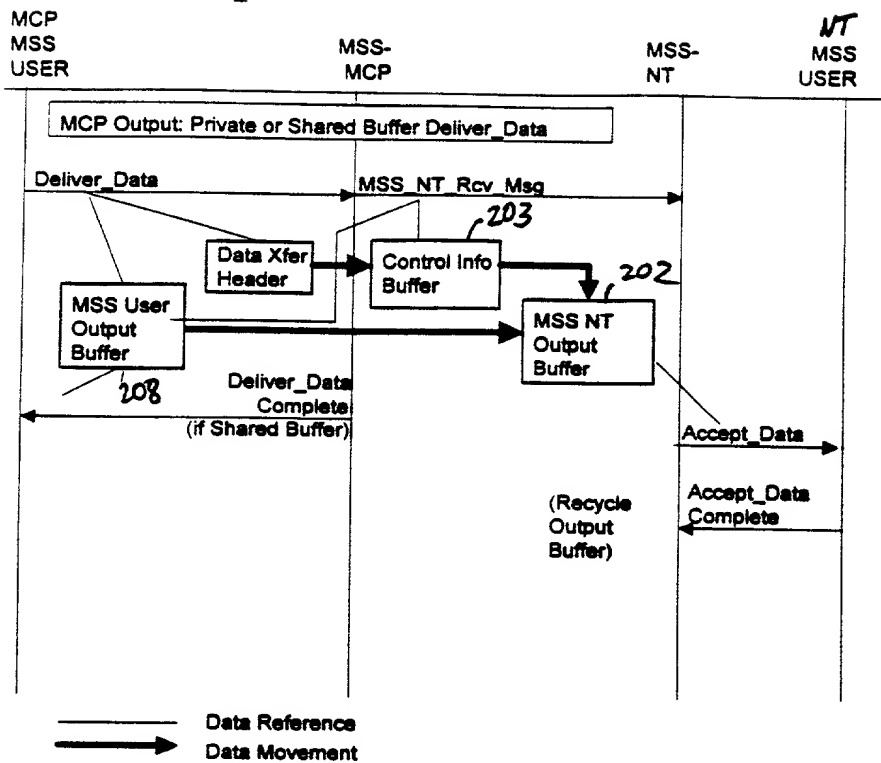 MCP
MSS
USER
MSS-
MCP
MSS-
NT
NT
MSS
USER
MCP Output: Private or Shared Buffer Deliver_Data
Deliver_Data
MSS_NT_Rcv_Msg
203
Data Xfer
Header
Control Info
Buffer
202
MSS User
Output
Buffer
MSS NT
Output
Buffer
208
Deliver_Data
Complete
(if Shared Buffer)
Accept_Data
(Recycle
Output
Buffer)
Accept_Data
Complete
Data Reference
Data Movement